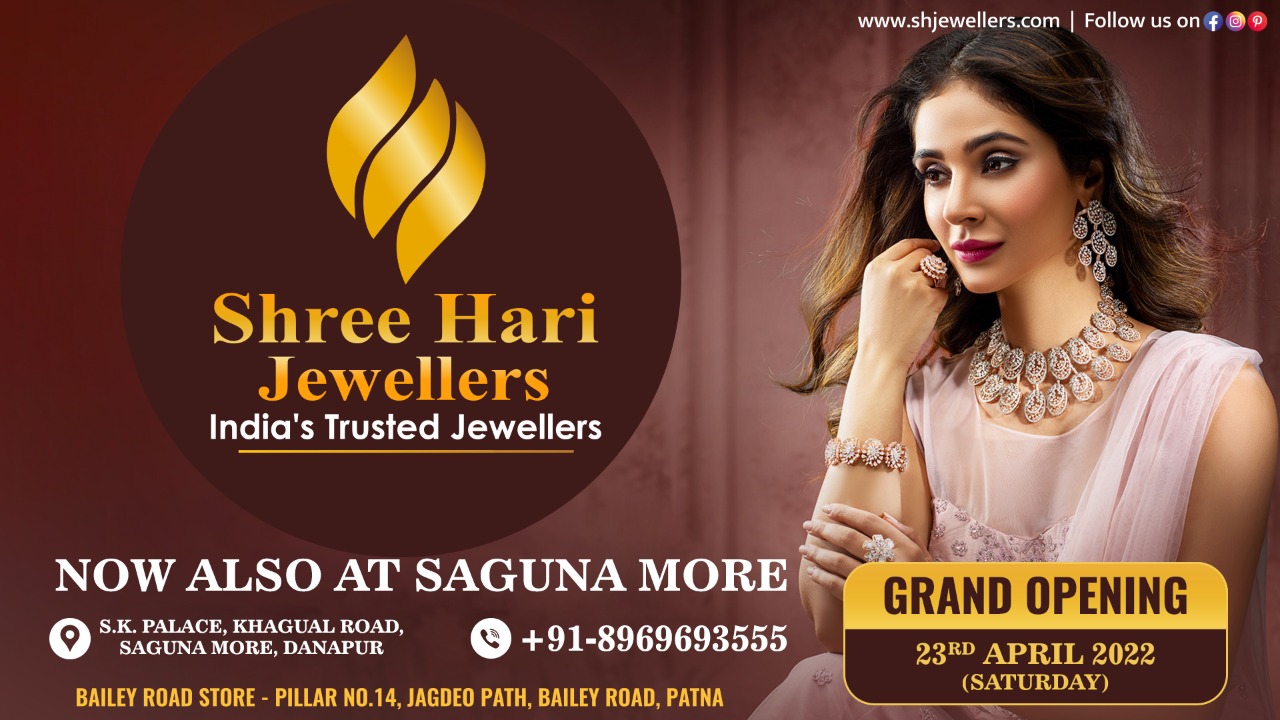 www.shjewellers.com | Follow us on
Shree Hari
Jewellers
India's Trusted Jewellers
NOW ALSO AT SAGUNA MORE
S.K. PALACE, KHAGUAL ROAD,
SAGUNA MORE, DANAPUR
+91-8969693555
BAILEY ROAD STORE - PILLAR NO.14, JAGDEO PATH, BAILEY ROAD, PATNA
GRAND OPENING
23RD APRIL 2022
(SATURDAY)